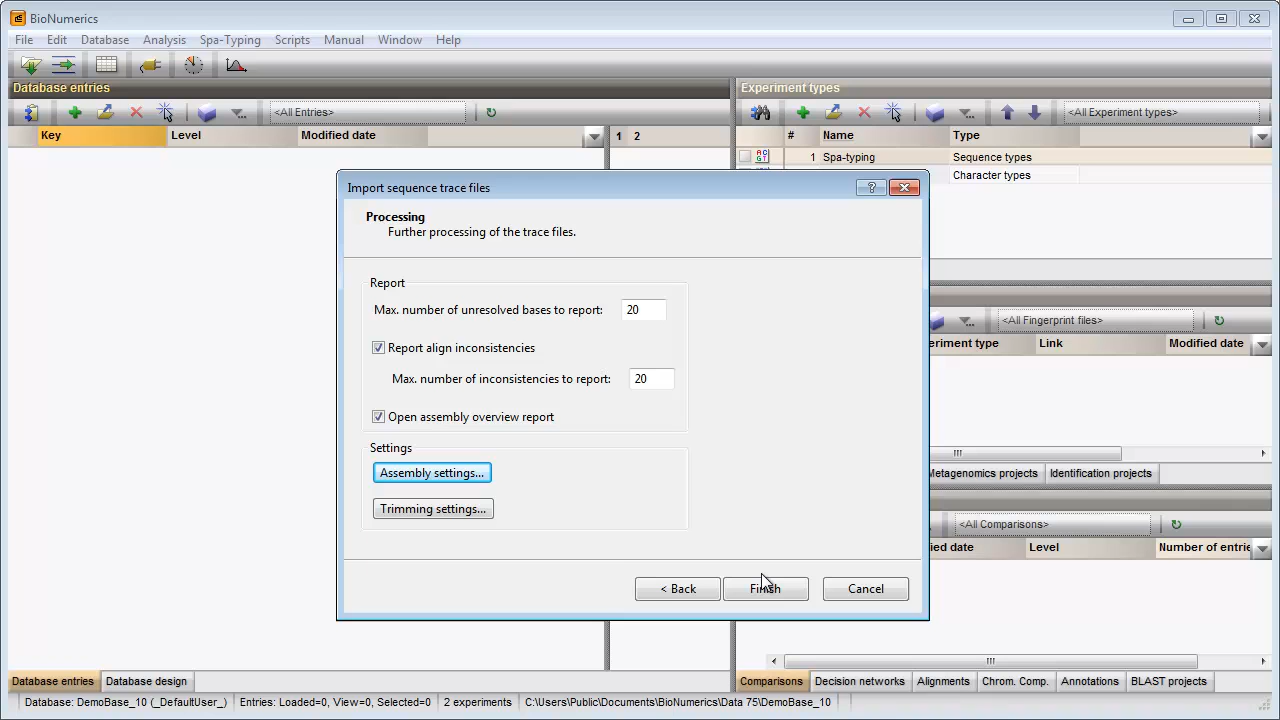 BioNumerics
File Edit Database Analysis Spa-Typing Scripts Manual Window Help
Database entries
<All Entries>
Key Level Modified date 1 2
Experiment types
<All Experiment types>
# Name Type
1 Spa-typing Sequence types
Character types
Import sequence trace files
?
Processing
Further processing of the trace files.
Report
Max. number of unresolved bases to report: 20
Report align inconsistencies
Max. number of inconsistencies to report: 20
Open assembly overview report
Settings
Assembly settings...
Trimming settings...
< Back Finish Cancel
<All Fingerprint files>
eriment type Link Modified date
Metagenomics projects Identification projects
<All Comparisons>
ied date Level Number of entrie
Database entries Database design
Comparisons Decision networks Alignments Chrom. Comp. Annotations BLAST projects
Database: DemoBase_10 (_DefaultUser_) Entries: Loaded=0, View=0, Selected=0 2 experiments C:\Users\Public\Documents\BioNumerics\Data 75\DemoBase_10